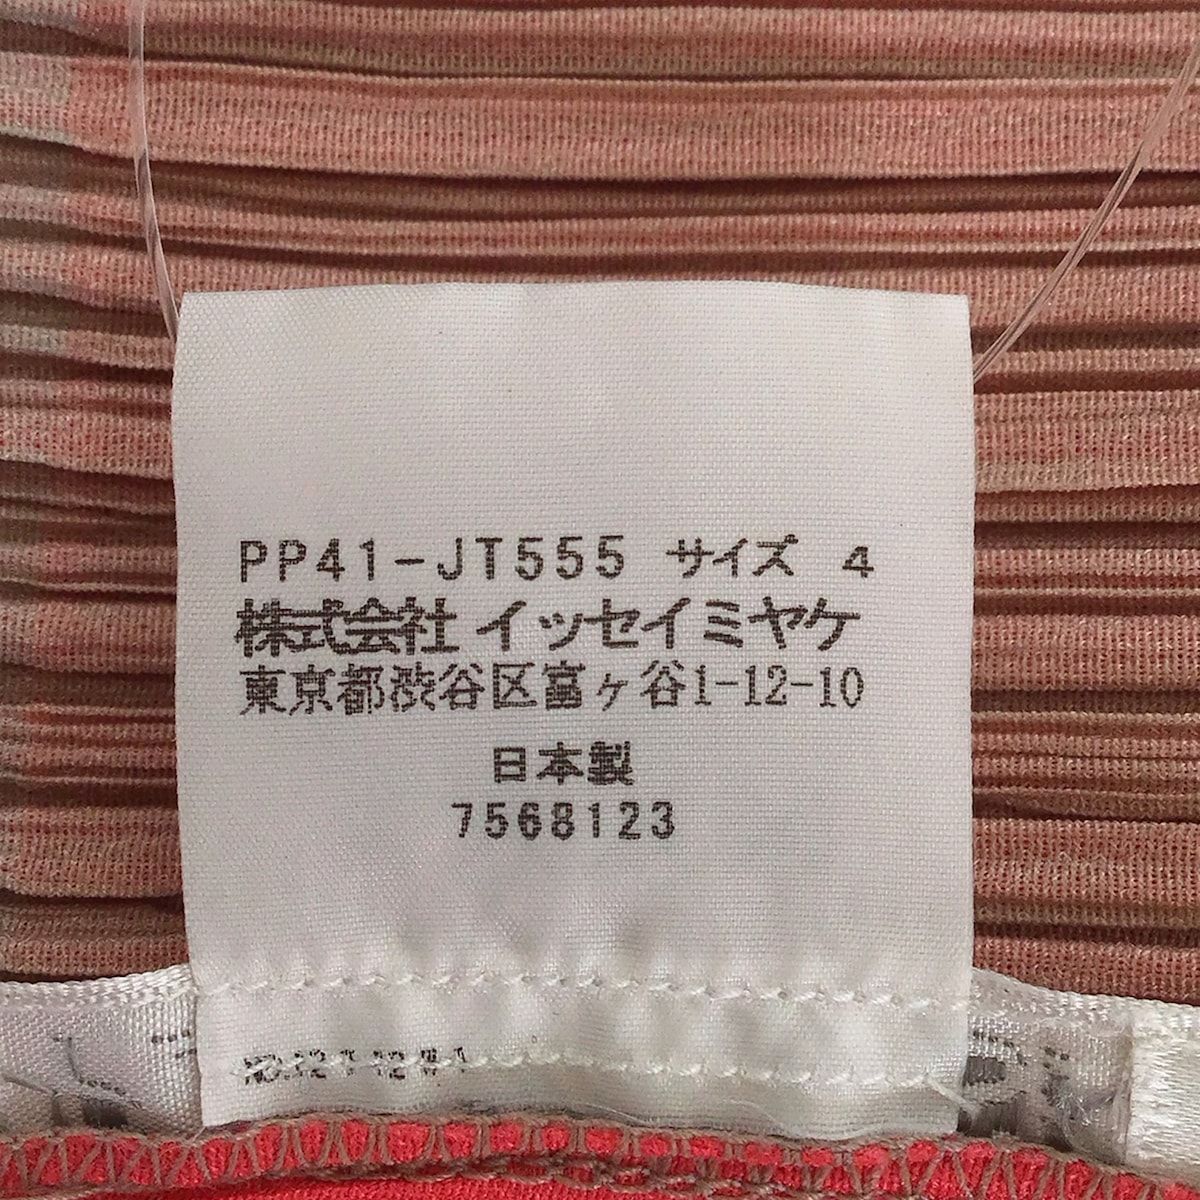 PP41-JT555 サイズ 4
株式会社 イッセイミヤケ
東京都渋谷区富ヶ谷1-12-10
日本製
7568123